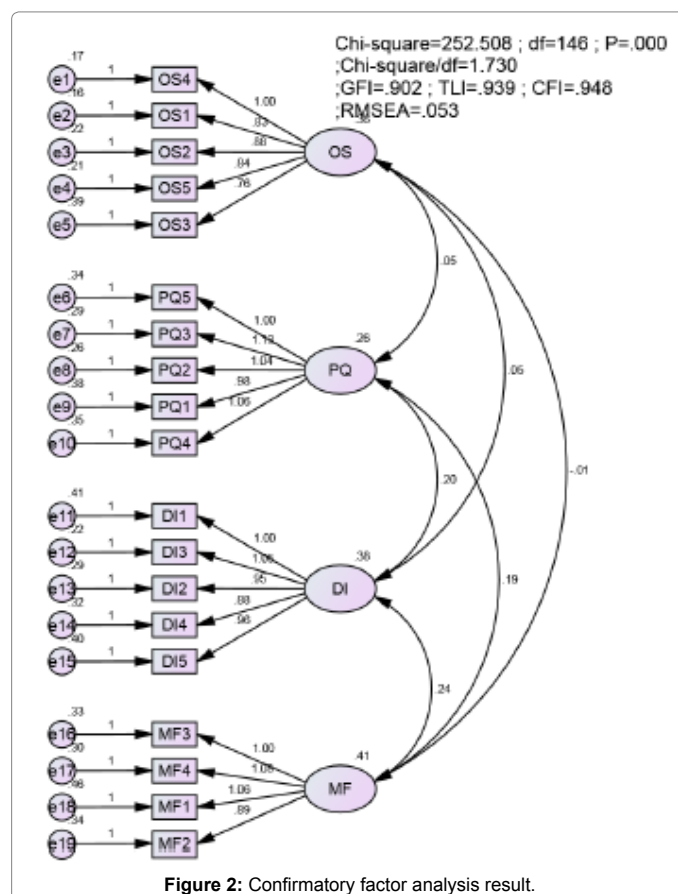 Chi-square=252.508 ; df=146 ; P=.000
;Chi-square/df=1.730
;GFI=.902 ; TLI=.939 ; CFI=.948
;RMSEA=.053
.17
e1 1 OS4 1.00
.16
e2 1 OS1 .83
.22
e3 1 OS2 .88 OS
.21
e4 1 OS5 .84
.39
e5 1 OS3 .76
.05
.34
e6 1 PQ5 1.00
.29
e7 1 PQ3 1.13 .26
.26
e8 1 PQ2 1.04 PQ
.38
e9 1 PQ1 .98
.35
e10 1 PQ4 1.06
-.01
.20
.41
e11 1 DI1 1.00
.22
e12 1 DI3 .38
.29
e13 1 DI2 .95 DI .19
.32
e14 1 DI4 .88
.40
e15 1 DI5 .96
.24
.33
e16 1 MF3 1.00
e17 1 MF4 .41
.46
e18 1 MF1 1.06 MF
.34
e19 1 MF2 .89
Figure 2: Confirmatory factor analysis result.